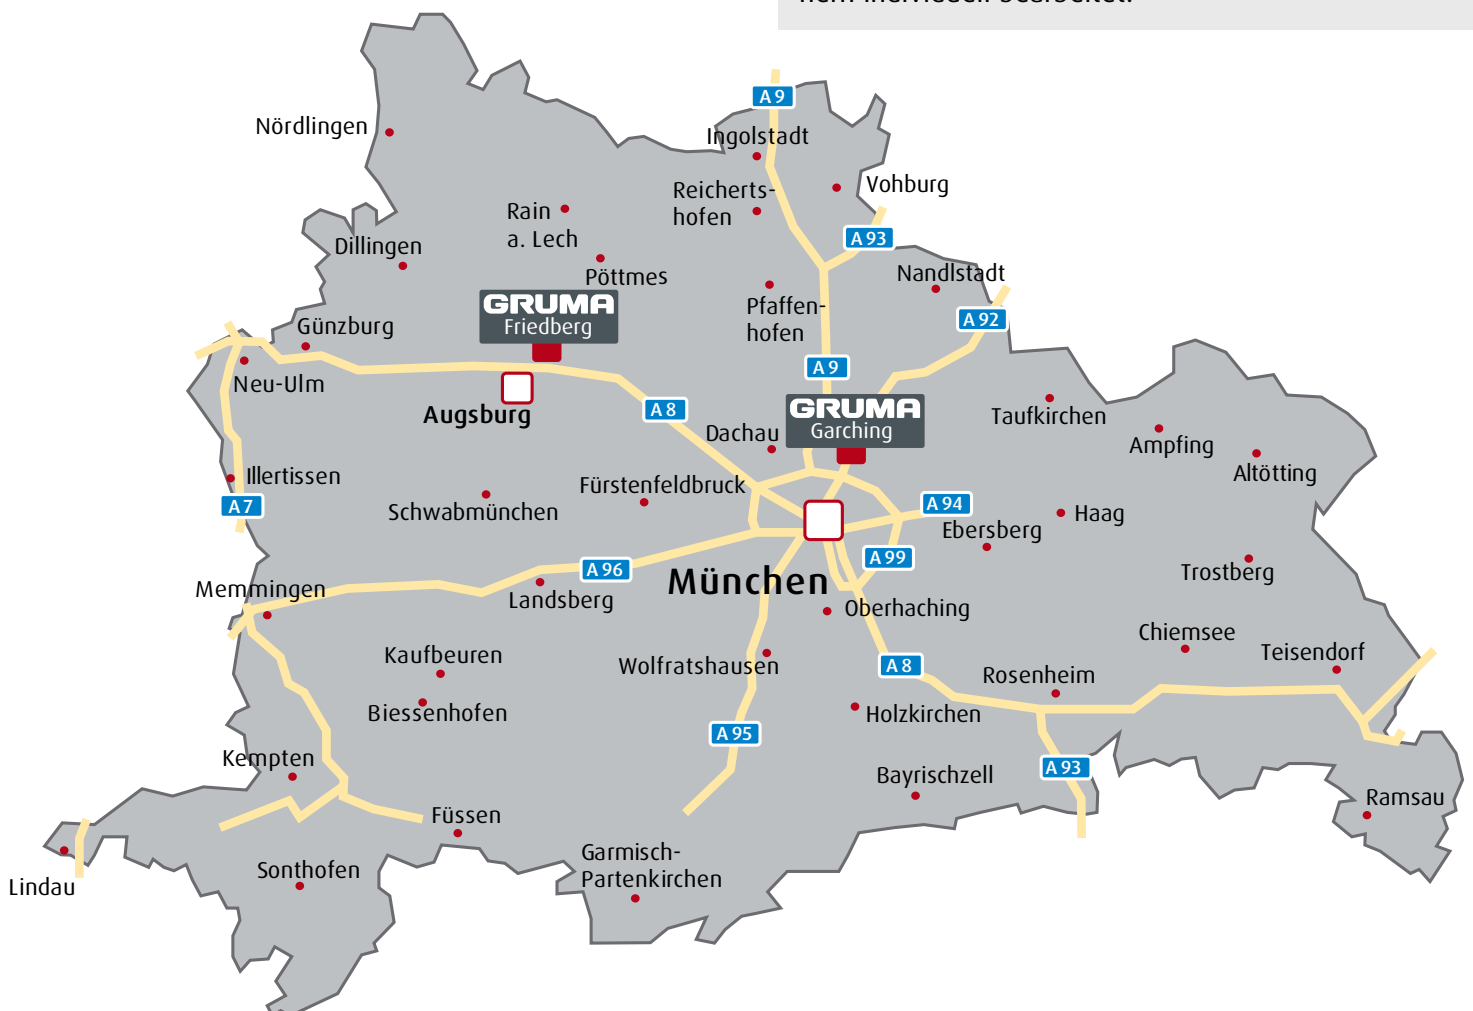 A 9
Nördlingen
Ingolstadt
Reicherts-
hofen
Vohburg
Rain
a. Lech
A 93
Dillingen
Pöttmes
Nandlstadt
GRUMA
Friedberg
Pfaffen-
hofen
A 92
Günzburg
Neu-Ulm
A 9
Augsburg
A 8
GRUMA
Garching
Dachau
Taufkirchen
Ampfing
Altötting
Illertissen
A 7
Schwabmünchen
Fürstenfeldbruck
A 94
Ebersberg
Haag
A 99
A 96
München
Trostberg
Memmingen
Landsberg
Oberhaching
Chiemsee
Teisendorf
Kaufbeuren
Wolfratshausen
A 8
Rosenheim
Biessenhofen
Holzkirchen
A 95
Kempten
Bayrischzell
A 93
Ramsau
Füssen
Lindau
Sonthofen
Garmisch-
Partenkirchen